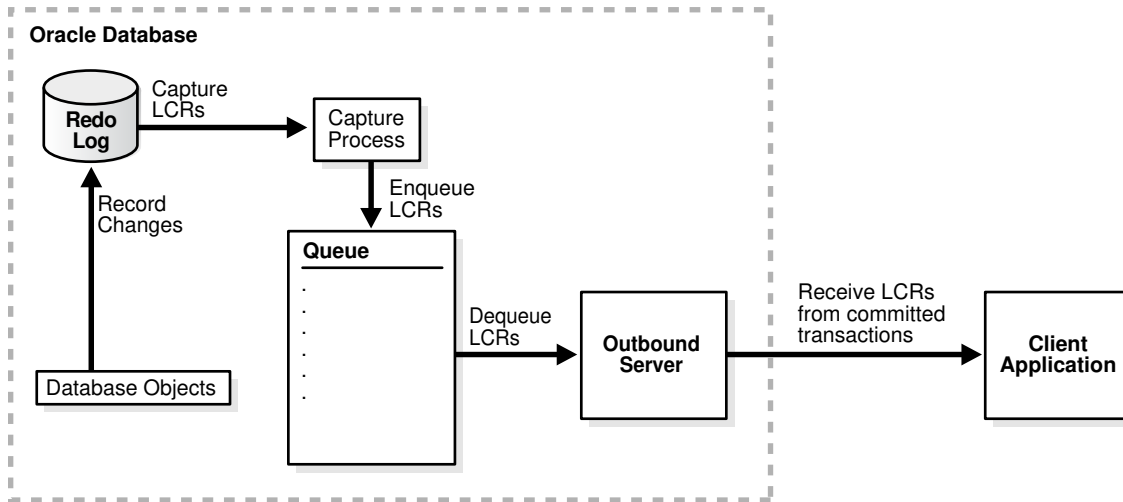 Oracle Database
Capture
LCRs
Redo
Log
Capture
Process
Record
Changes
Enqueue
LCRs
Queue
.
.
.
.
.
.
Dequeue
LCRs
Outbound
Server
Receive LCRs
from committed
transactions
Client
Application
Database Objects